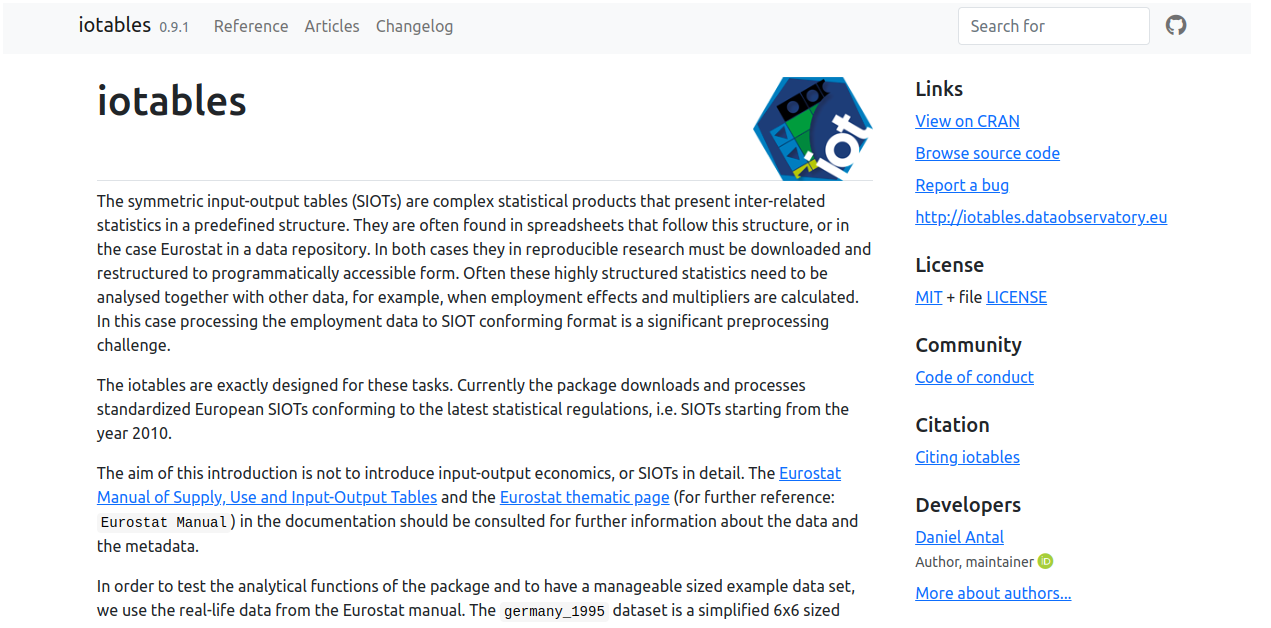 iotables 0.9.1 Reference Articles Changelog Search for
iotables
iot
The symmetric input-output tables (SIOTs) are complex statistical products that present inter-related
statistics in a predefined structure. They are often found in spreadsheets that follow this structure, or in
the case Eurostat in a data repository. In both cases they in reproducible research must be downloaded and
restructured to programmatically accessible form. Often these highly structured statistics need to be
analysed together with other data, for example, when employment effects and multipliers are calculated.
In this case processing the employment data to SIOT conforming format is a significant preprocessing
challenge.
The iotables are exactly designed for these tasks. Currently the package downloads and processes
standardized European SIOTs conforming to the latest statistical regulations, i.e. SIOTs starting from the
year 2010.
The aim of this introduction is not to introduce input-output economics, or SIOTs in detail. The Eurostat
Manual of Supply, Use and Input-Output Tables and the Eurostat thematic page (for further reference:
Eurostat Manual) in the documentation should be consulted for further information about the data and
the metadata.
In order to test the analytical functions of the package and to have a manageable sized example data set,
we use the real-life data from the Eurostat manual. The germany_1995 dataset is a simplified 6x6 sized
Links
View on CRAN
Browse source code
Report a bug
http://iotables.dataobservatory.eu
License
MIT + file LICENSE
Community
Code of conduct
Citation
Citing iotables
Developers
Daniel Antal
Author, maintainer iD
More about authors...